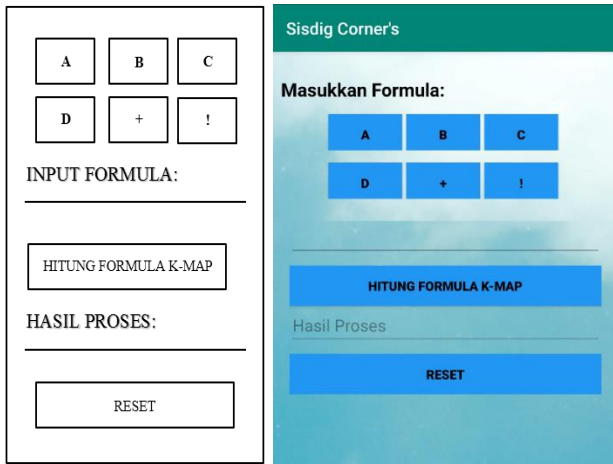 A B C
D + !
INPUT FORMULA:
HITUNG FORMULA K-MAP
HASIL PROSES:
RESET
Sisdig Corner's
Masukkan Formula:
A B C
D + !
HITUNG FORMULA K-MAP
Hasil Proses
RESET